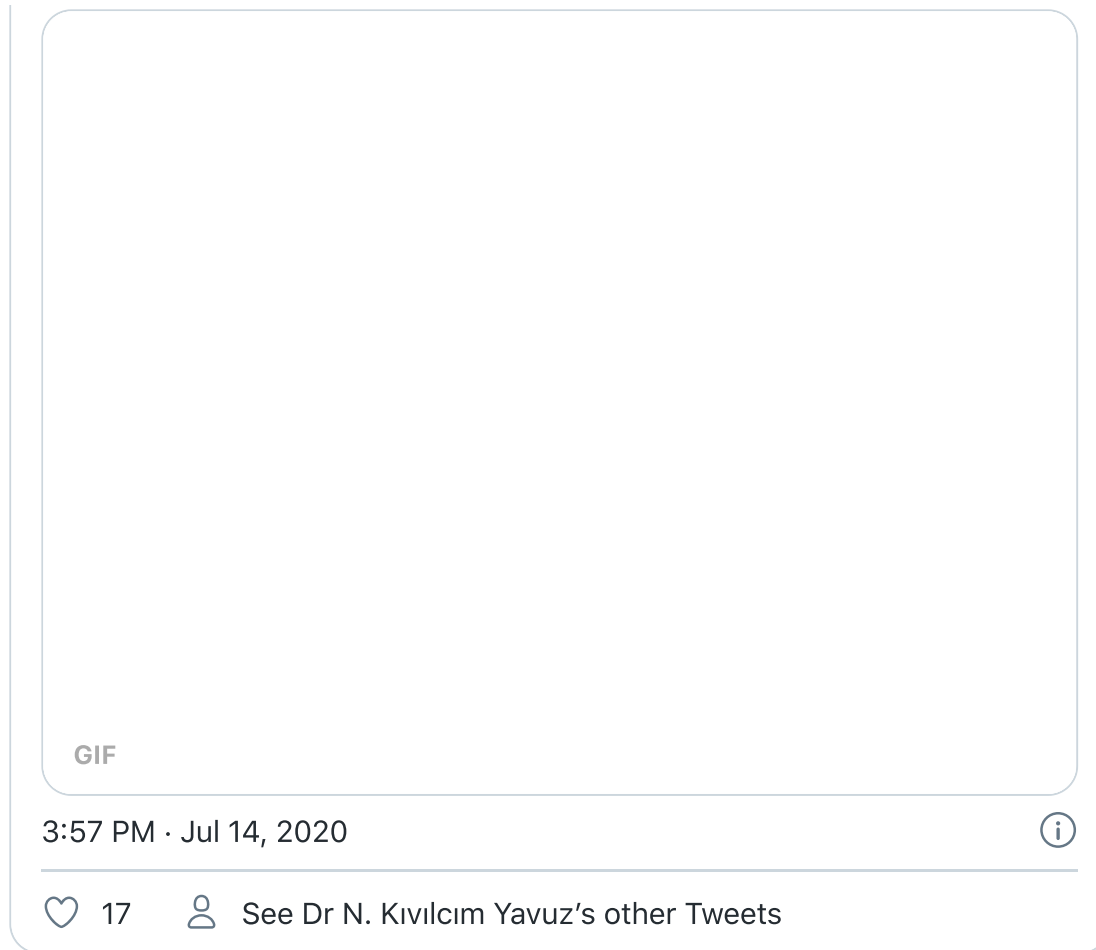 GIF
3:57 PM · Jul 14, 2020
17 See Dr N. Kıvılcım Yavuz’s other Tweets